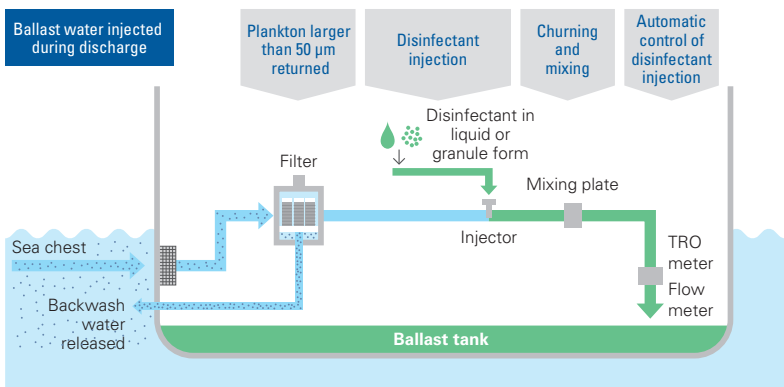 Ballast water injected
during discharge
Plankton larger
than 50 µm
returned
Disinfectant
injection
Churning
and
mixing
Automatic
control of
disinfectant
injection
Disinfectant in
liquid or
granule form
Filter
Mixing plate
Sea chest
Injector
TRO
meter
Flow
meter
Backwash
water
released
Ballast tank